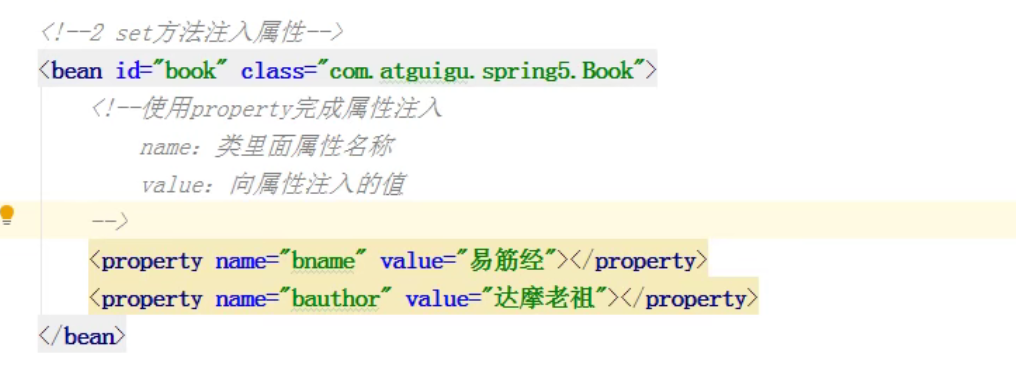 <!--2 set方法注入属性-->
<bean id="book" class="com.atguigu.spring5.Book">
<!--使用property完成属性注入
name：类里面属性名称
value：向属性注入的值
-->
<property name="bname" value="易筋经"></property>
<property name="bauthor" value="达摩老祖"></property>
</bean>